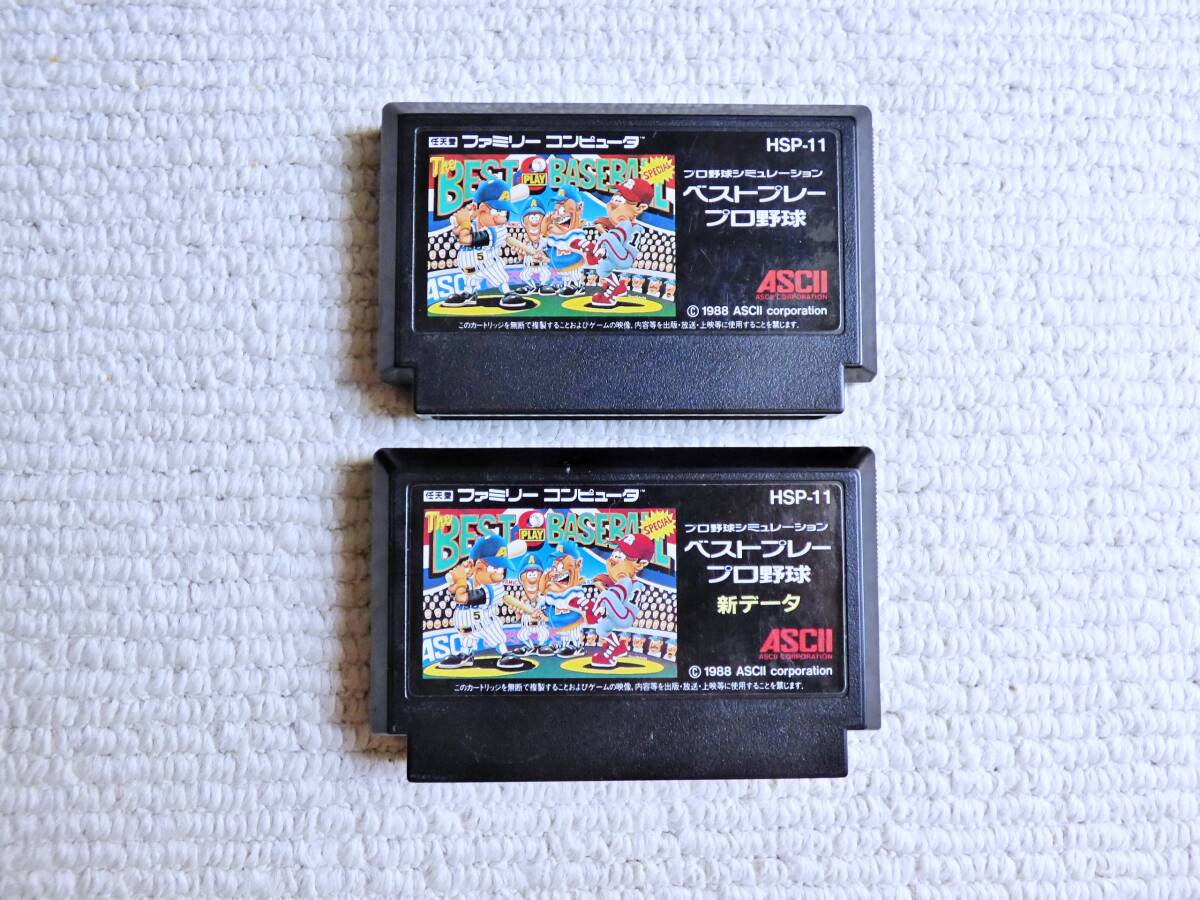 任天堂 ファミリー コンピュータ™ HSP-11
The BEST PLAY BASEBALL SPECIAL
プロ野球シミュレーション
ベストプレー
プロ野球
A A A
5
1
ASC
ASCII
ASCII CORPORATION
© 1988 ASCII corporation
このカートリッジを無断で複製することおよびゲームの映像、内容等を出版・放送・上映等に使用することを禁じます。
任天堂 ファミリー コンピュータ™ HSP-11
The BEST PLAY BASEBALL SPECIAL
プロ野球シミュレーション
ベストプレー
プロ野球
新データ
A A A
5
1
ASC
ASCII
ASCII CORPORATION
© 1988 ASCII corporation
このカートリッジを無断で複製することおよびゲームの映像、内容等を出版・放送・上映等に使用することを禁じます。